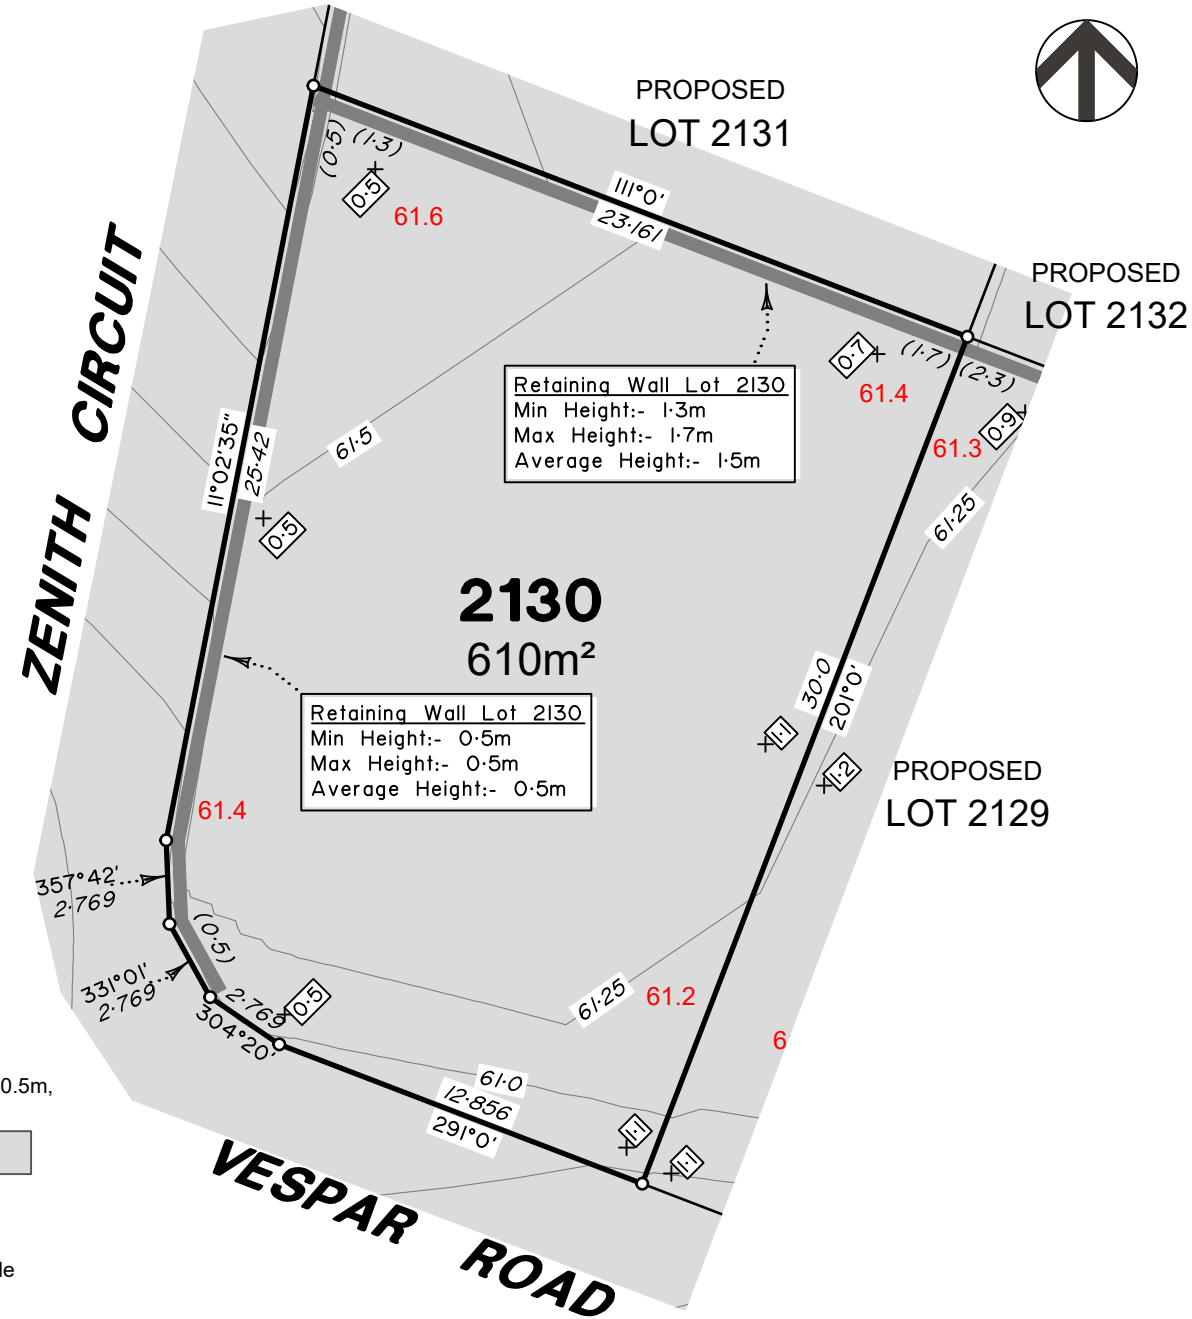 PROPOSED
LOT 2131
PROPOSED
LOT 2132
(0·5)
(1·3)
0·5
61.6
111°0'
23·161
ZENITH CIRCUIT
11°02'35"
25·42
61·5
Retaining Wall Lot 2130
Min Height:- 1·3m
Max Height:- 1·7m
Average Height:- 1·5m
0·7
(1·7)
(2·3)
61.4
0·9
61.3
61·25
0·5
2130
610m²
30·0
201°0'
1·1
1·2
Retaining Wall Lot 2130
Min Height:- 0·5m
Max Height:- 0·5m
Average Height:- 0·5m
PROPOSED
LOT 2129
61.4
357°42'
2·769
(0·5)
331°01'
2·769
2·769
304°20'
0·5
61·25
61.2
6
61·0
12·856
291°0'
1·1
1·1
0.5m,
VESPAR ROAD
le